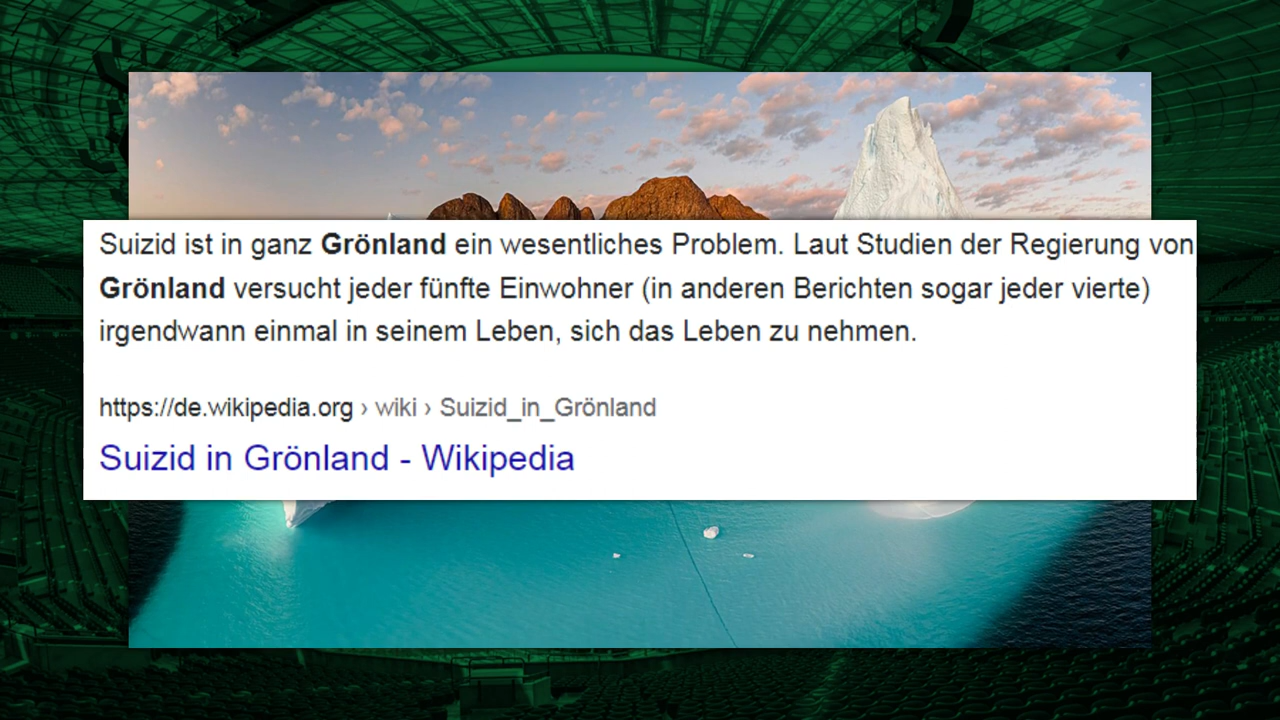 Suizid ist in ganz Grönland ein wesentliches Problem. Laut Studien der Regierung von
Grönland versucht jeder fünfte Einwohner (in anderen Berichten sogar jeder vierte)
irgendwann einmal in seinem Leben, sich das Leben zu nehmen.
https://de.wikipedia.org › wiki › Suizid_in_Grönland
Suizid in Grönland - Wikipedia